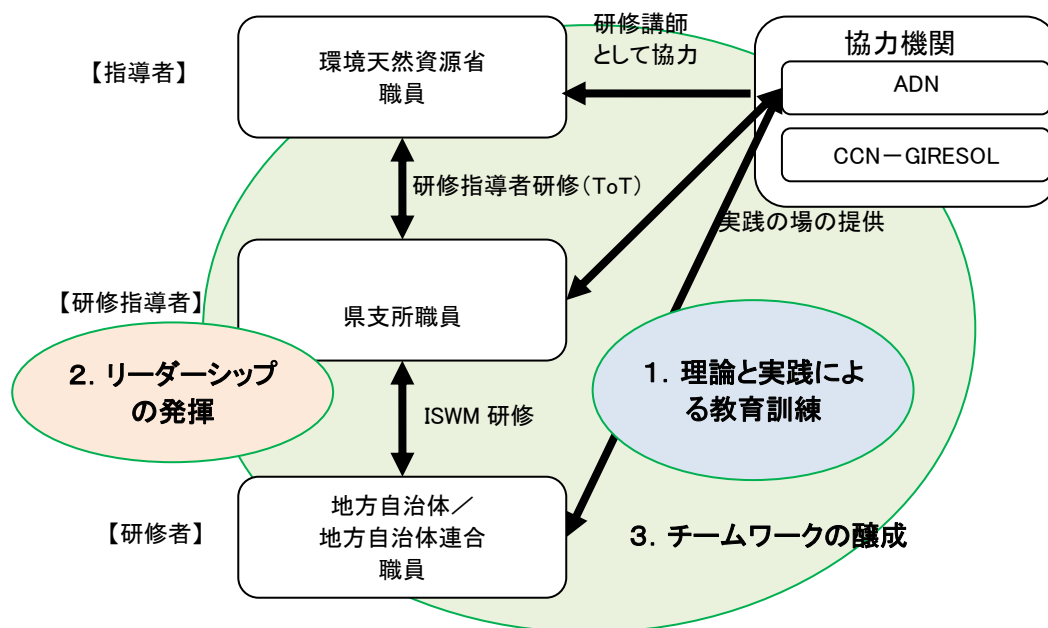 研修講師
として協力
協力機関
【指導者】
環境天然資源省
職員
ADN
CCN－GIRESOL
研修指導者研修（ToT）
実践の場の提供
【研修指導者】
県支所職員
2．リーダーシップ
の発揮
1．理論と実践によ
る教育訓練
ISWM 研修
【研修者】
地方自治体／
地方自治体連合
職員
3．チームワークの醸成